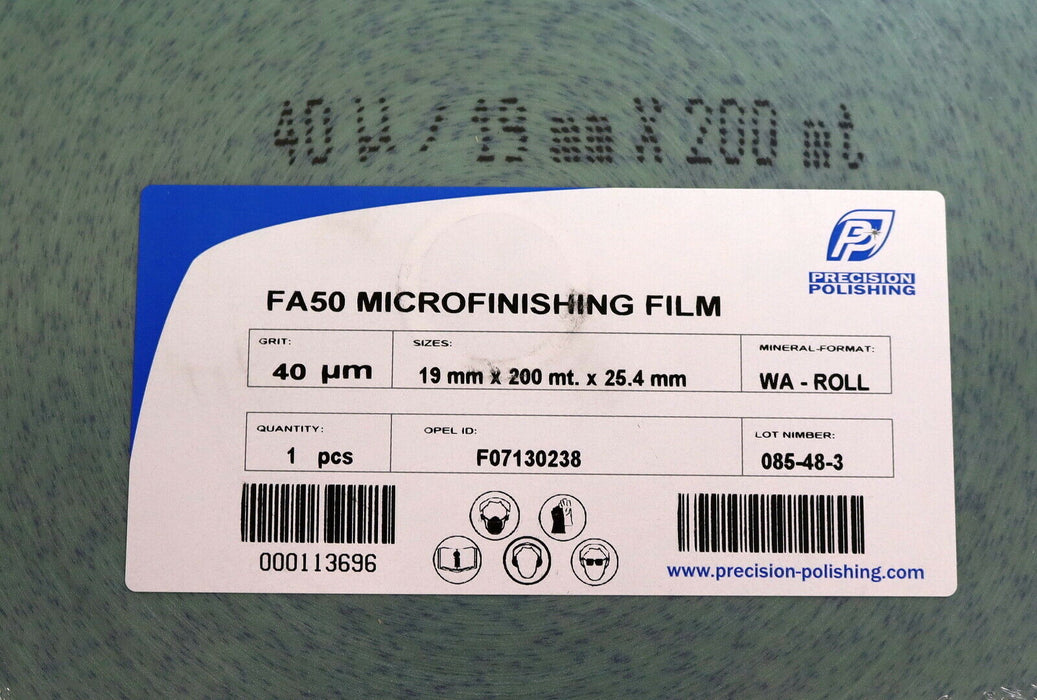 40 µ / 19 mm X 200 mt
PRECISION
POLISHING
FA50 MICROFINISHING FILM
GRIT: SIZES: MINERAL-FORMAT:
40 µm 19 mm x 200 mt. x 25.4 mm WA - ROLL
QUANTITY: OPEL ID: LOT NIMBER:
1 pcs F07130238 085-48-3
000113696
www.precision-polishing.com